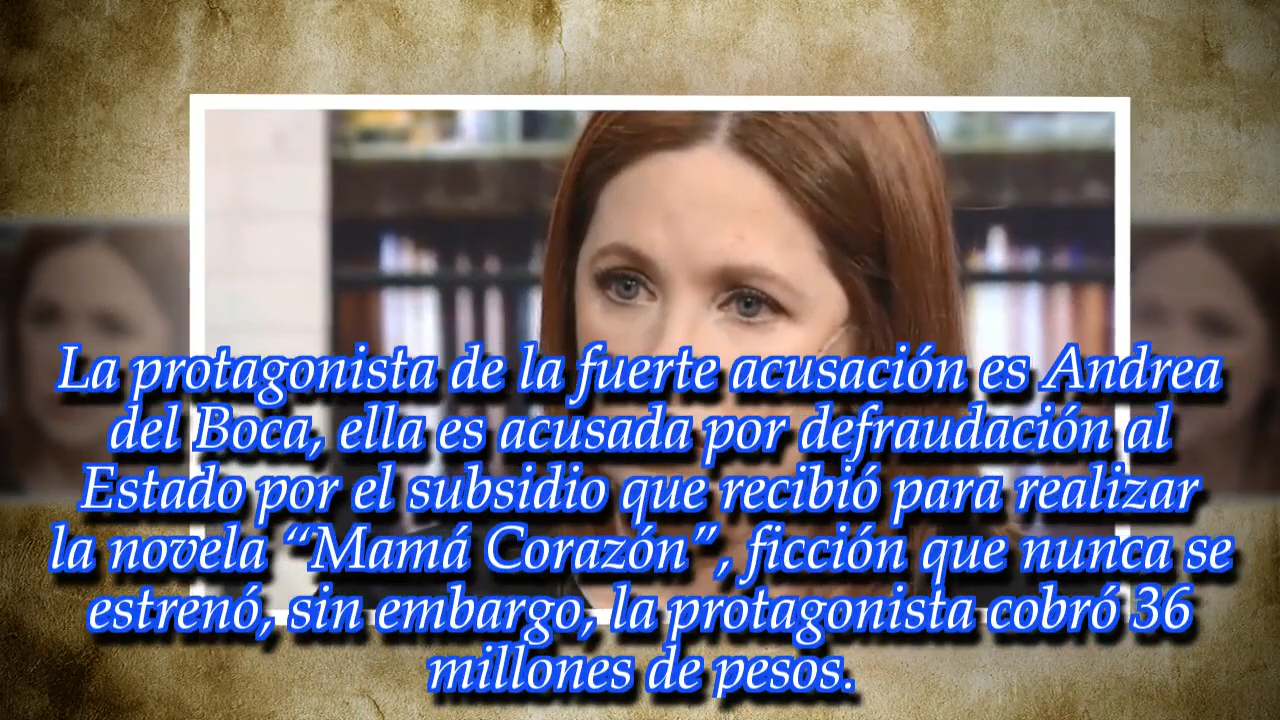 La protagonista de la fuerte acusación es Andrea
del Boca, ella es acusada por defraudación al
Estado por el subsidio que recibió para realizar
la novela “Mamá Corazón”, ficción que nunca se
estrenó, sin embargo, la protagonista cobró 36
millones de pesos.